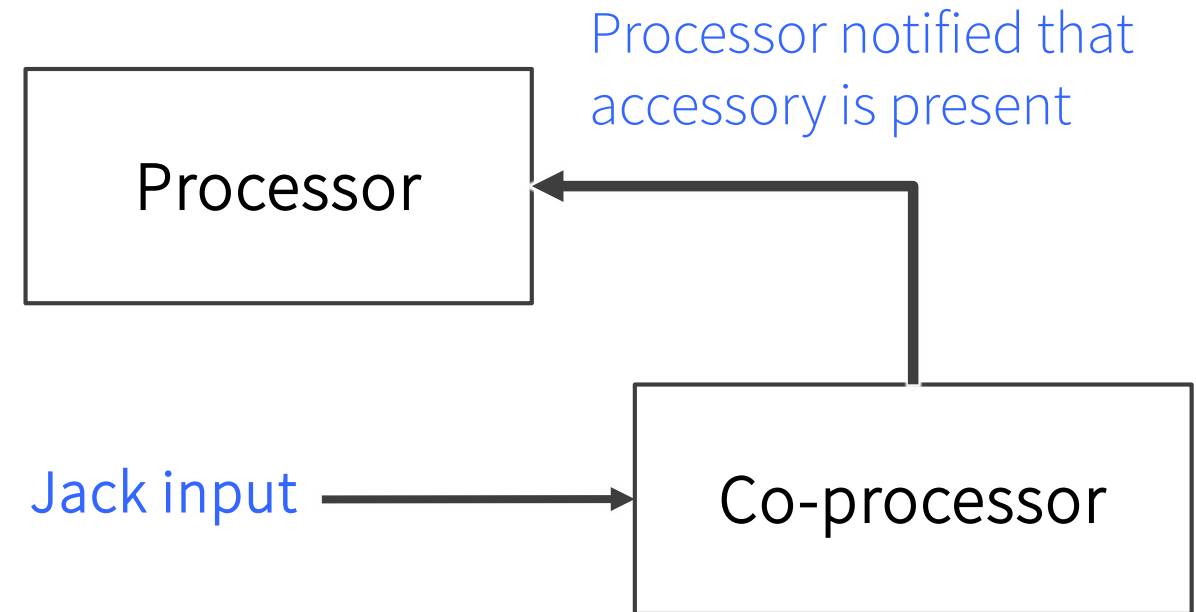 Processor notified that
accessory is present
Processor
Jack input
Co-processor